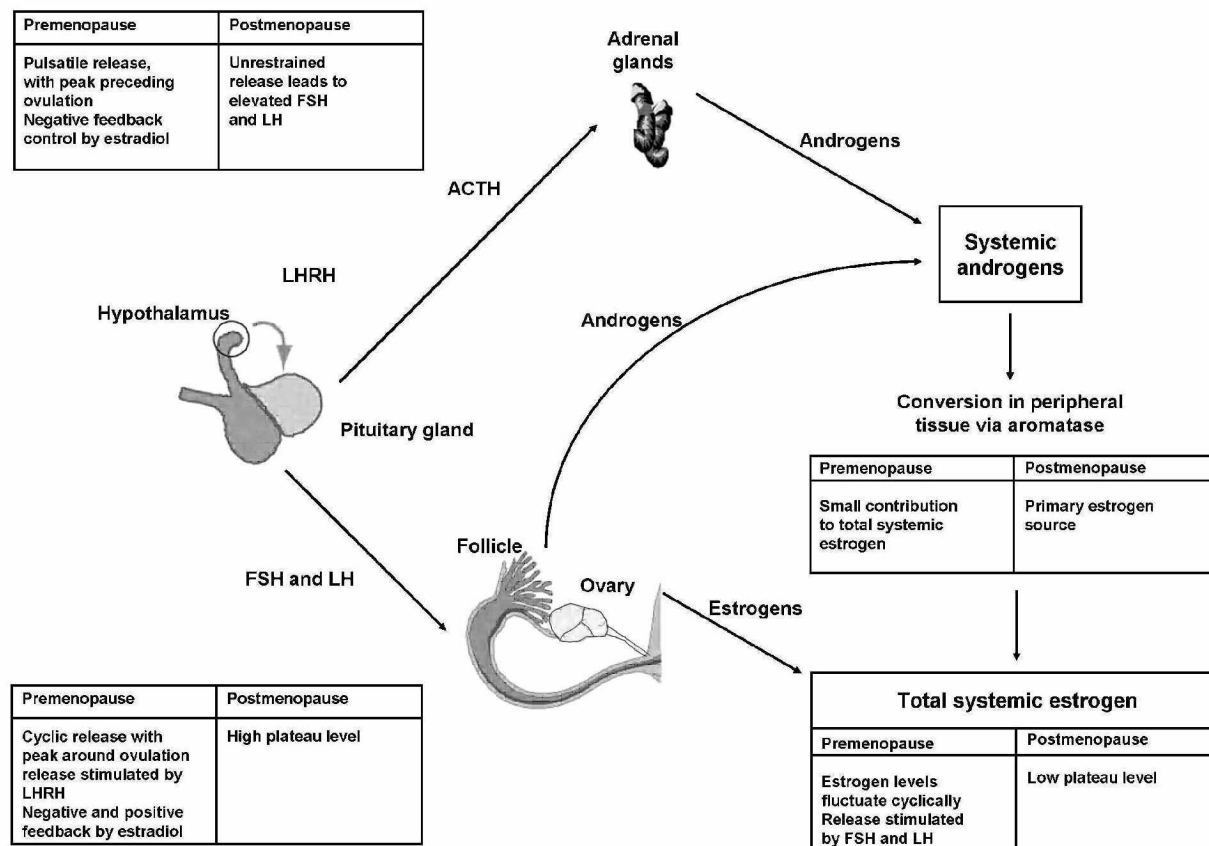 Premenopause
Postmenopause
Pulsatile release,
with peak preceding
ovulation
Negative feedback
control by estradiol
Unrestrained
release leads to
elevated FSH
and LH
Adrenal
glands
Androgens
ACTH
Systemic
androgens
LHRH
Hypothalamus
Androgens
Pituitary gland
Conversion in peripheral
tissue via aromatase
Premenopause
Postmenopause
Small contribution
to total systemic
estrogen
Primary estrogen
source
Follicle
FSH and LH
Ovary
Estrogens
Premenopause
Postmenopause
Cyclic release with
peak around ovulation
release stimulated by
LHRH
Negative and positive
feedback by estradiol
High plateau level
Total systemic estrogen
Premenopause
Postmenopause
Estrogen levels
fluctuate cyclically
Release stimulated
by FSH and LH
Low plateau level